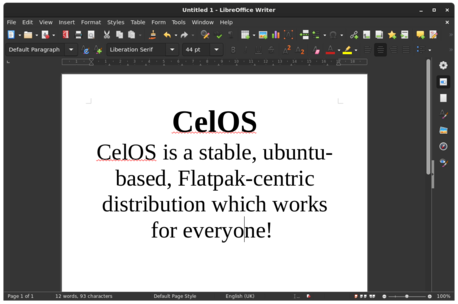 Untitled 1 - LibreOffice Writer
File Edit View Insert Format Styles Table Form Tools Window Help
Default Paragraph Liberation Serif 44 pt
CelOS
CelOS is a stable, ubuntu-
based, Flatpak-centric
distribution which works
for everyone!
Page 1 of 1 12 words, 93 characters Default Page Style English (UK) 100%